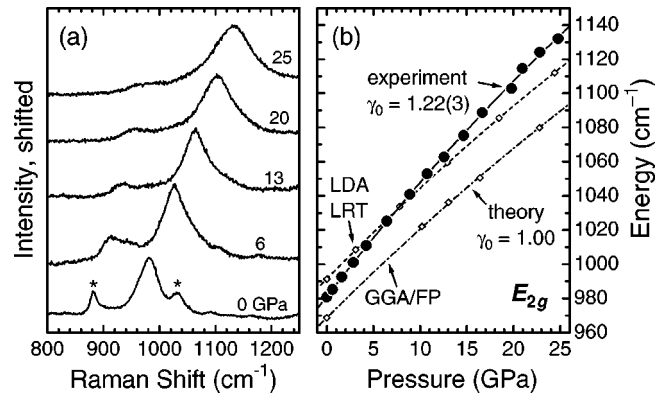 (a)
25
20
13
6
*
*
0 GPa
800 900 1000 1100 1200
Raman Shift (cm⁻¹)
Intensity, shifted
(b)
experiment
γ₀ = 1.22(3)
LDA
LRT
theory
γ₀ = 1.00
GGA/FP
E₂g
0 5 10 15 20 25
Pressure (GPa)
1140
1120
1100
1080
1060
1040
1020
1000
980
960
Energy (cm⁻¹)